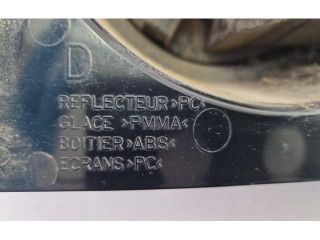 D
REFLECTEUR >PC<
GLACE >PMMA<
BOITIER >ABS<
ECRANS >PC<